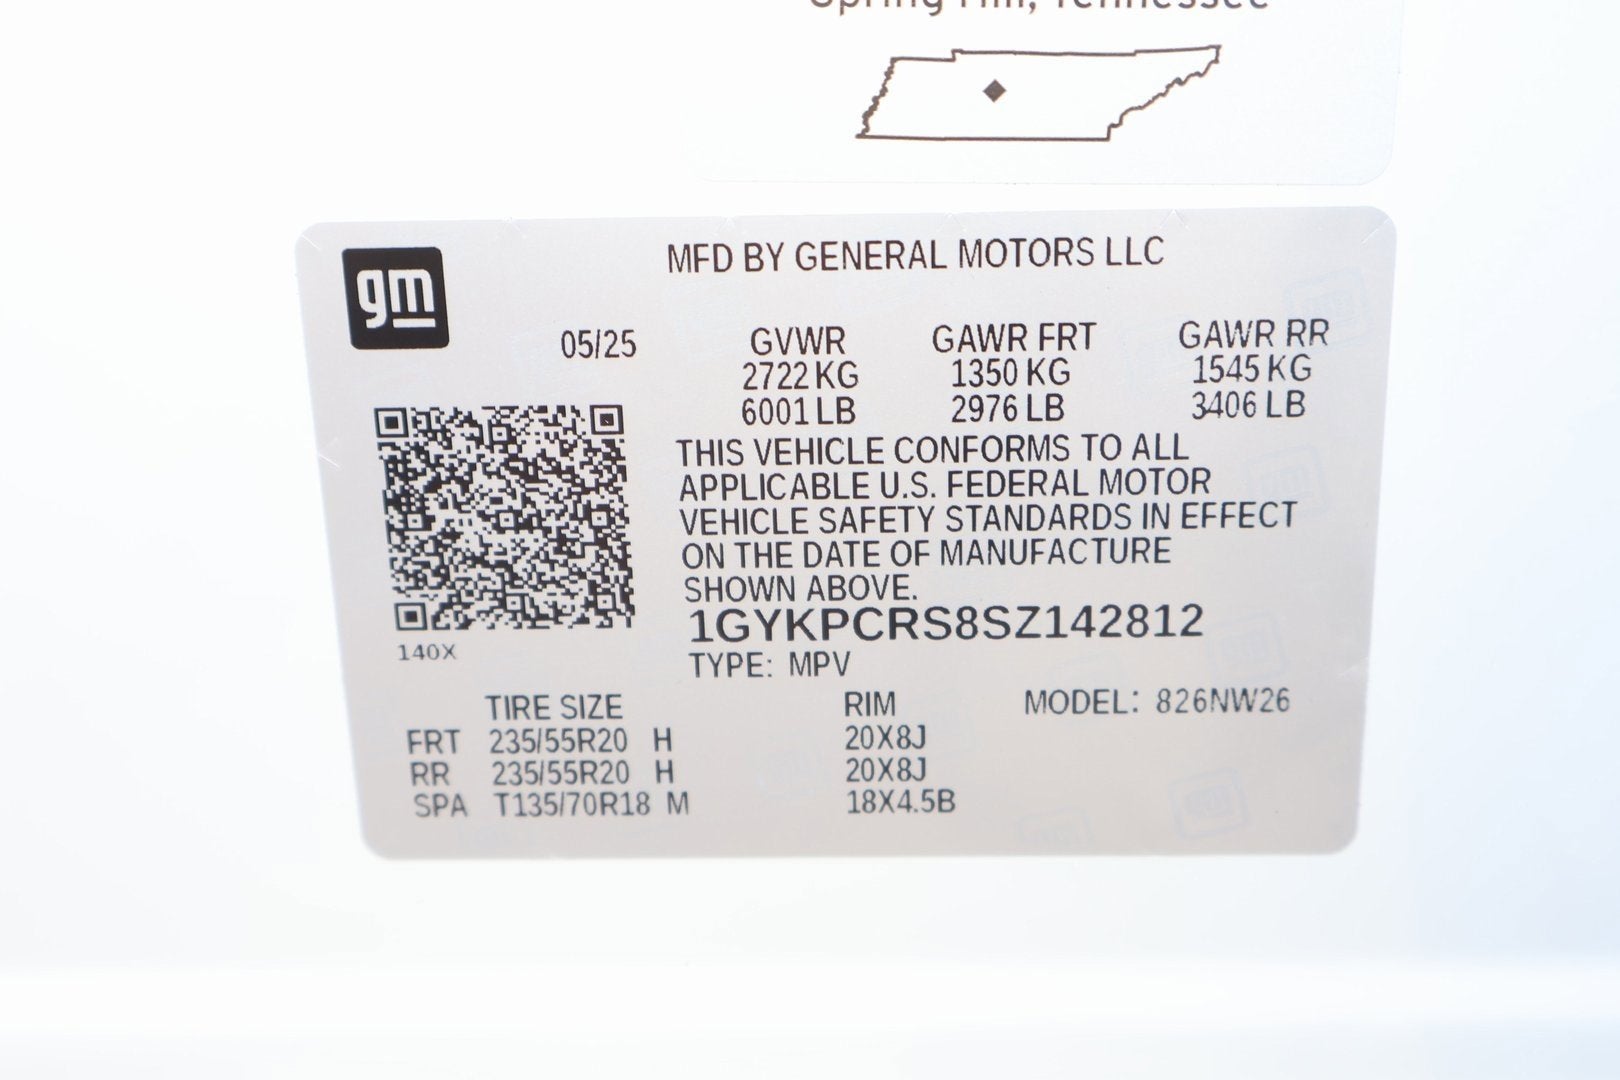 Spring Hill, Tennessee
gm
MFD BY GENERAL MOTORS LLC
05/25 GVWR GAWR FRT GAWR RR
2722 KG 1350 KG 1545 KG
6001 LB 2976 LB 3406 LB
THIS VEHICLE CONFORMS TO ALL
APPLICABLE U.S. FEDERAL MOTOR
VEHICLE SAFETY STANDARDS IN EFFECT
ON THE DATE OF MANUFACTURE
SHOWN ABOVE.
1GYKPCRS8SZ142812
140X
TYPE: MPV
TIRE SIZE RIM MODEL: 826NW26
FRT 235/55R20 H 20X8J
RR 235/55R20 H 20X8J
SPA T135/70R18 M 18X4.5B